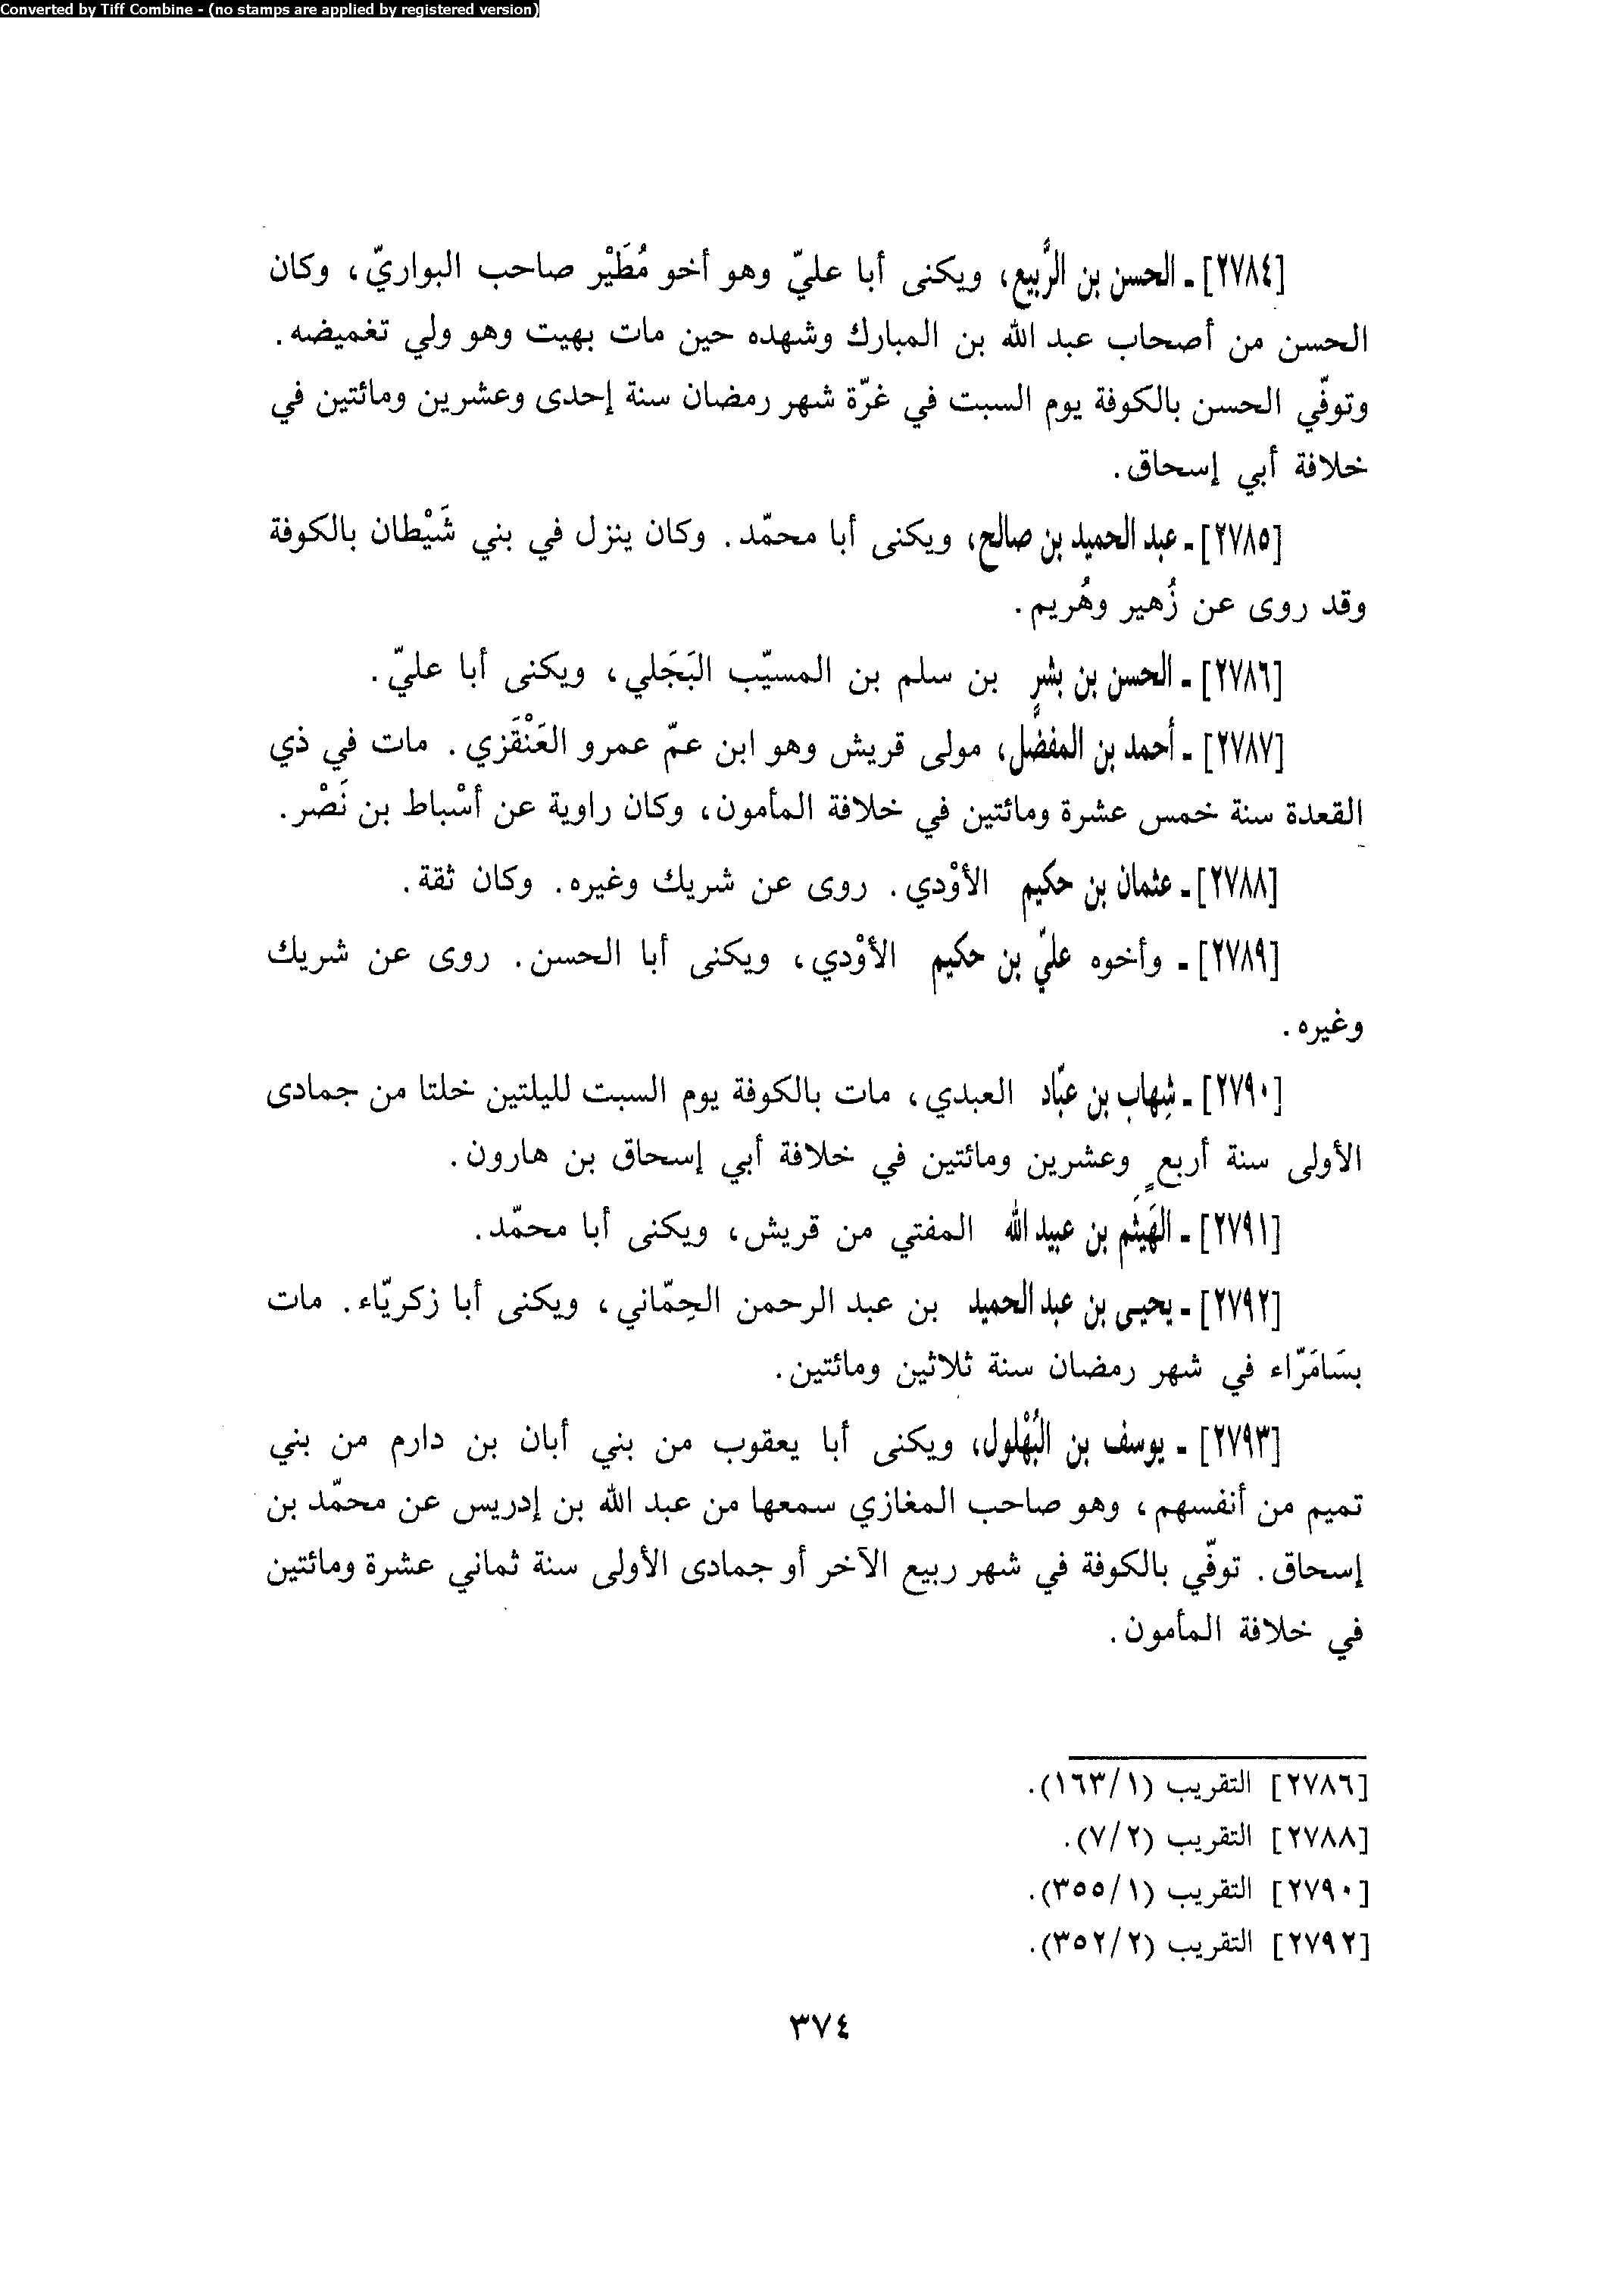 Converted by Tiff Combine - (no stamps are applied by registered version)
[٢٧٨٤] ـ الحسن بن الرَّبيع، ويكنى أبا عليّ وهو أخو مُطَيْر صاحب البواريّ، وكان
الحسن من أصحاب عبد الله بن المبارك وشهده حين مات بهيت وهو ولي تغميضه.
وتوفّي الحسن بالكوفة يوم السبت في غرّة شهر رمضان سنة إحدى وعشرين ومائتين في
خلافة أبي إسحاق.
[٢٧٨٥] ـ عبد الحميد بن صالح، ويكنى أبا محمّد. وكان ينزل في بني شَيْطان بالكوفة
وقد روى عن زُهير وهُريم.
[٢٧٨٦] ـ الحسن بن بشرٍ بن سلم بن المسيّب البَجَلي، ويكنى أبا عليّ.
[٢٧٨٧] ـ أحمد بن المفضَّل، مولى قريش وهو ابن عمّ عمرو العَنْقَزي. مات في ذي
القعدة سنة خمس عشرة ومائتين في خلافة المأمون، وكان راوية عن أسْباط بن نَصْر.
[٢٧٨٨] ـ عثمان بن حكيم الأوْدي. روى عن شريك وغيره. وكان ثقة.
[٢٧٨٩] ـ وأخوه عليّ بن حكيم الأوْدي، ويكنى أبا الحسن. روى عن شريك
وغيره.
[٢٧٩٠] ـ شِهاب بن عبّاد العبدي، مات بالكوفة يوم السبت لليلتين خلتا من جمادى
الأولى سنة أربعٍ وعشرين ومائتين في خلافة أبي إسحاق بن هارون.
[٢٧٩١] ـ الهَيثم بن عبيد الله المفتي من قريش، ويكنى أبا محمّد.
[٢٧٩٢] ـ يحيى بن عبد الحميد بن عبد الرحمن الحِمّاني، ويكنى أبا زكريّاء. مات
بسَامَرّاء في شهر رمضان سنة ثلاثين ومائتين.
[٢٧٩٣] ـ يوسف بن البُهْلول، ويكنى أبا يعقوب من بني أبان بن دارم من بني
تميم من أنفسهم، وهو صاحب المغازي سمعها من عبد الله بن إدريس عن محمّد بن
إسحاق. توفّي بالكوفة في شهر ربيع الآخر أو جمادى الأولى سنة ثماني عشرة ومائتين
في خلافة المأمون.
[٢٧٨٦] التقريب (١/١٦٣).
[٢٧٨٨] التقريب (٢/٧).
[٢٧٩٠] التقريب (١/٣٥٥).
[٢٧٩٢] التقريب (٢/٣٥٢).
٣٧٤